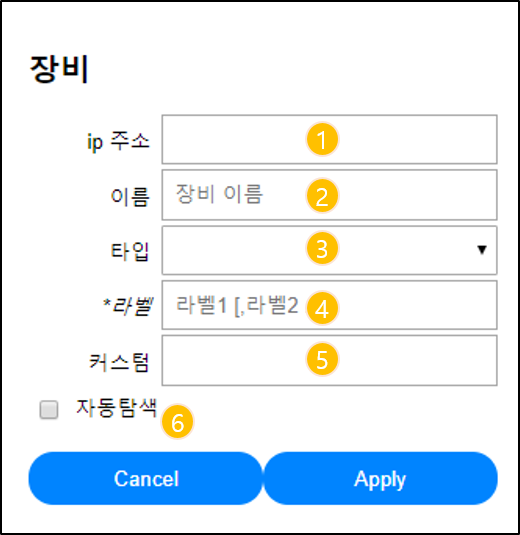 장비
ip 주소 1
이름 장비 이름 2
타입 3
*라벨 라벨1 [,라벨2 4
커스텀 5
자동탐색 6
Cancel Apply